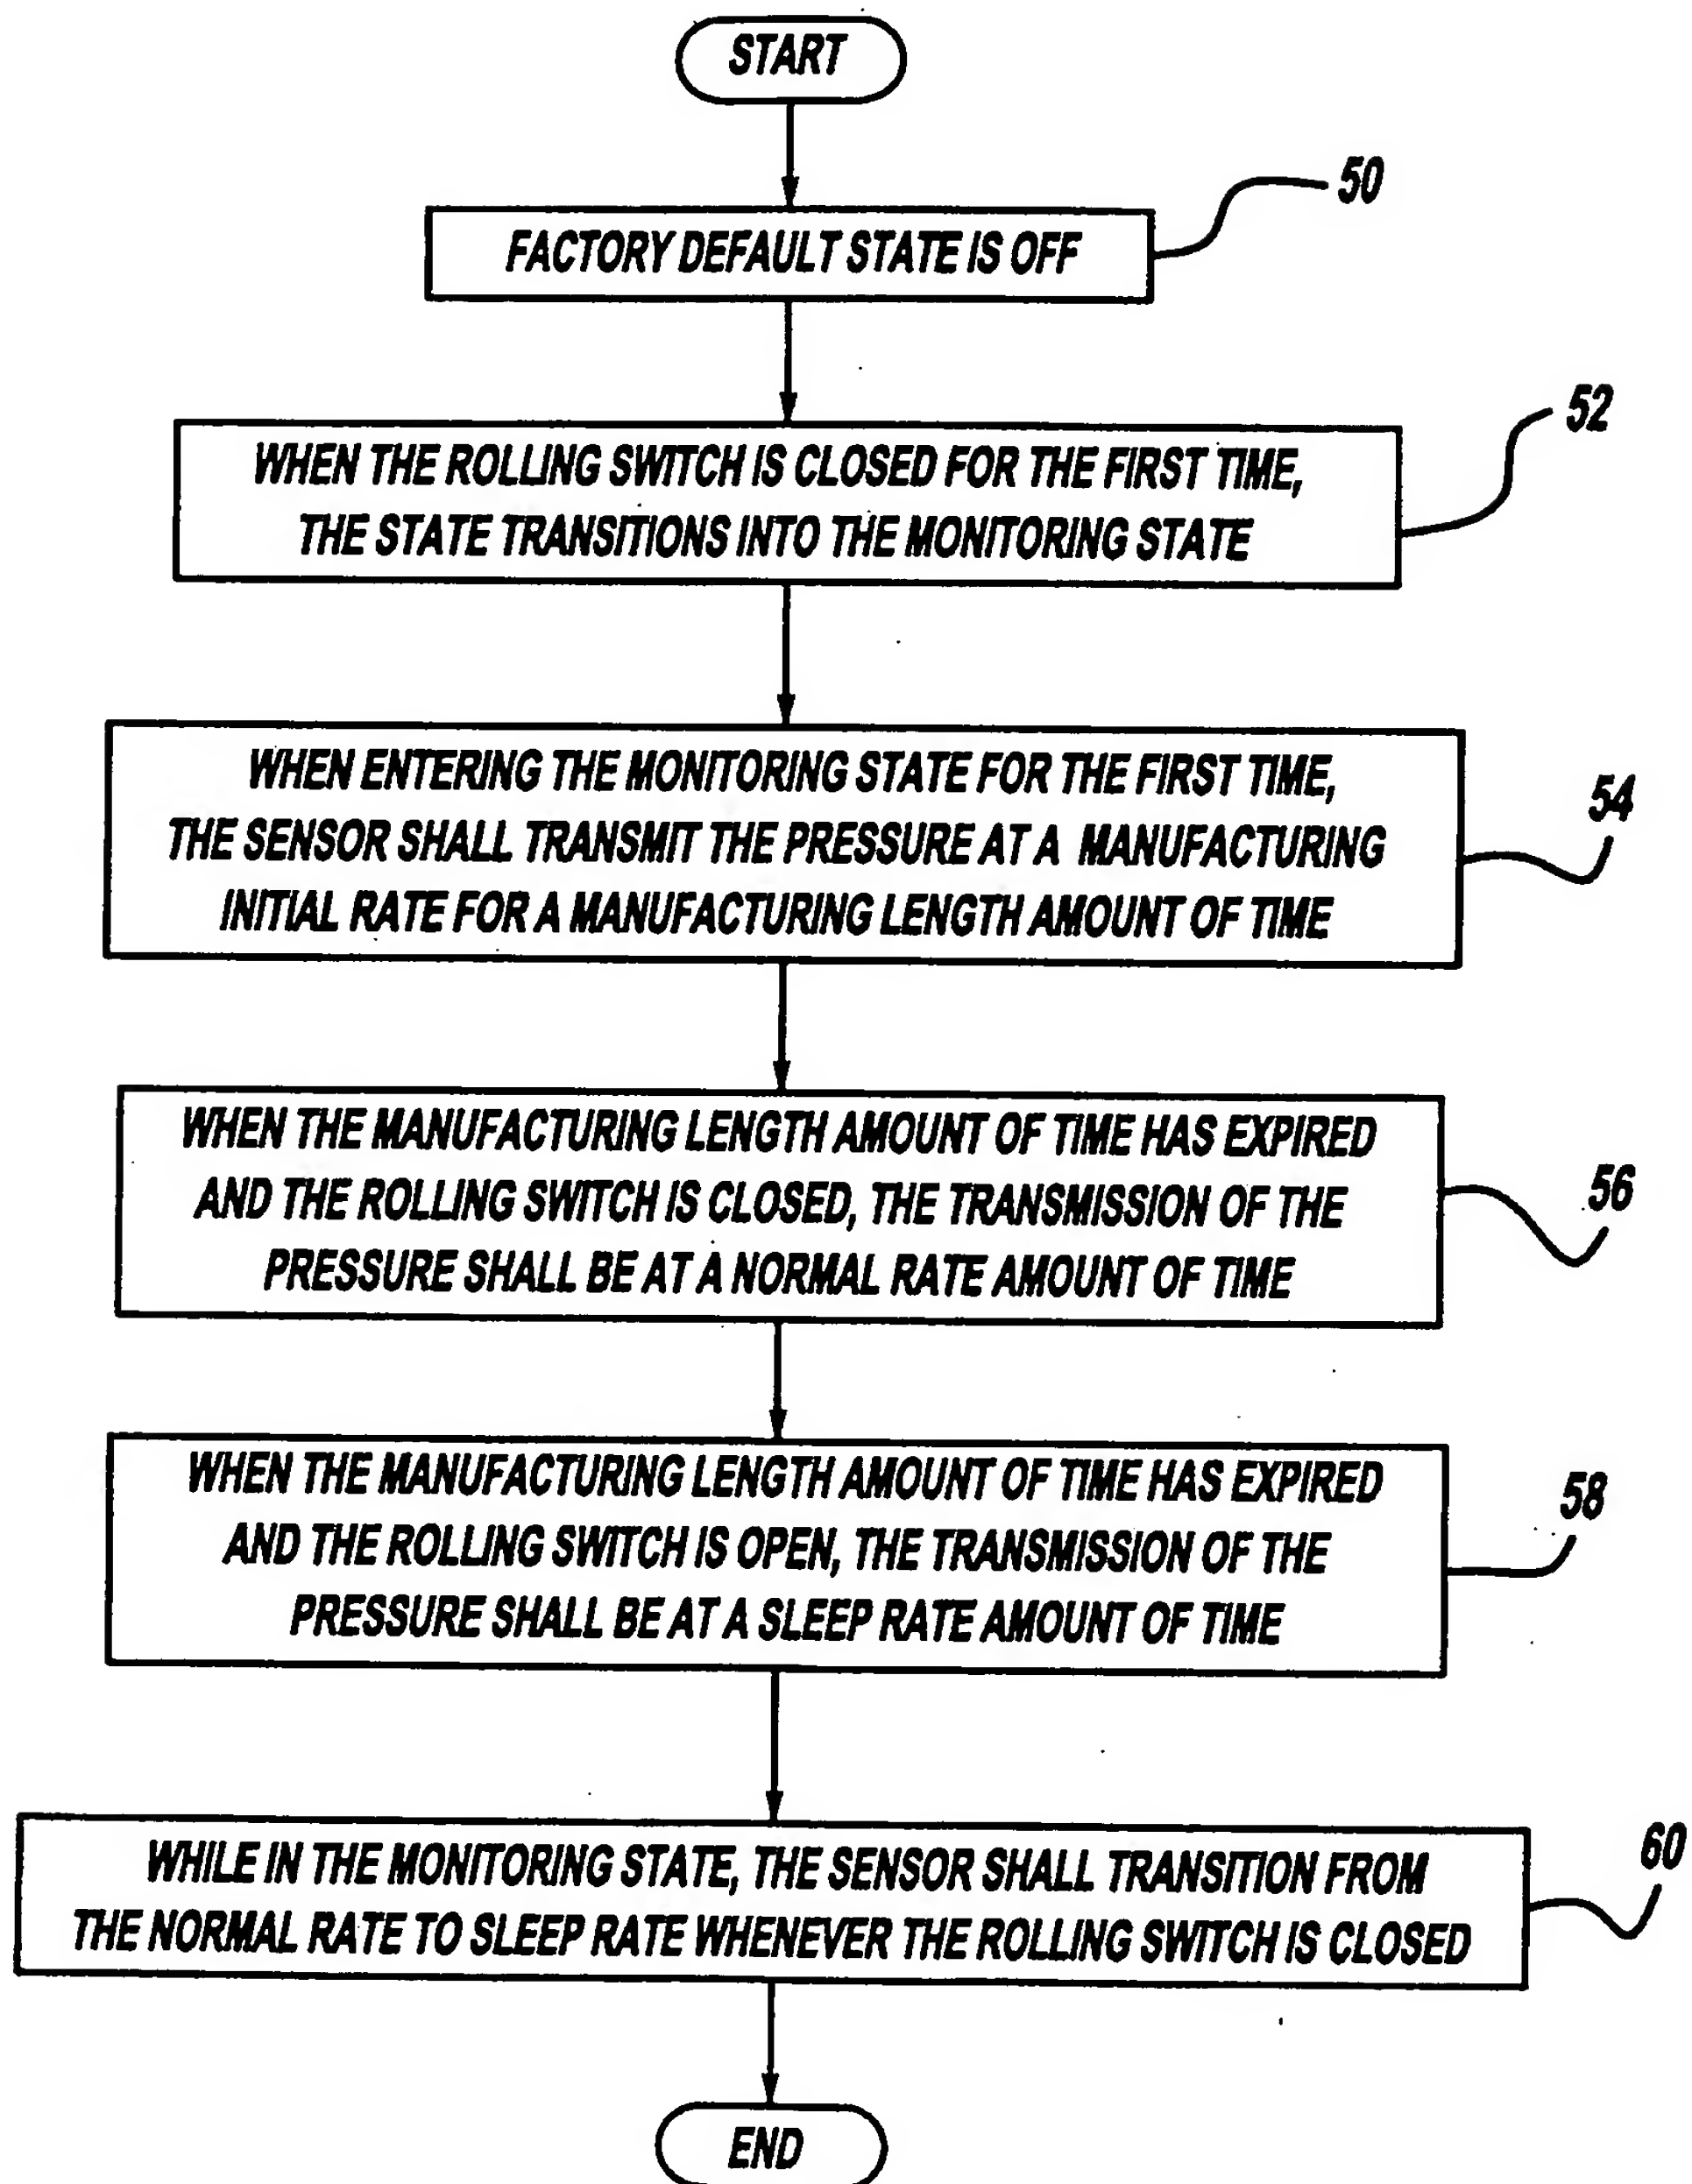 START
50
FACTORY DEFAULT STATE IS OFF
52
WHEN THE ROLLING SWITCH IS CLOSED FOR THE FIRST TIME,
THE STATE TRANSITIONS INTO THE MONITORING STATE
WHEN ENTERING THE MONITORING STATE FOR THE FIRST TIME,
THE SENSOR SHALL TRANSMIT THE PRESSURE AT A MANUFACTURING
INITIAL RATE FOR A MANUFACTURING LENGTH AMOUNT OF TIME
54
WHEN THE MANUFACTURING LENGTH AMOUNT OF TIME HAS EXPIRED
AND THE ROLLING SWITCH IS CLOSED, THE TRANSMISSION OF THE
PRESSURE SHALL BE AT A NORMAL RATE AMOUNT OF TIME
56
WHEN THE MANUFACTURING LENGTH AMOUNT OF TIME HAS EXPIRED
AND THE ROLLING SWITCH IS OPEN, THE TRANSMISSION OF THE
PRESSURE SHALL BE AT A SLEEP RATE AMOUNT OF TIME
58
WHILE IN THE MONITORING STATE, THE SENSOR SHALL TRANSITION FROM
THE NORMAL RATE TO SLEEP RATE WHENEVER THE ROLLING SWITCH IS CLOSED
60
END